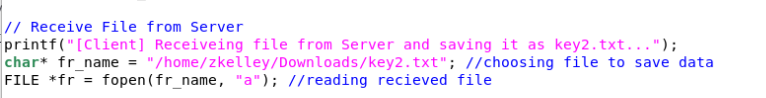 // Receive File from Server
printf("[Client] Receiveing file from Server and saving it as key2.txt...");
char* fr_name = "/home/zkelley/Downloads/key2.txt"; //choosing file to save data
FILE *fr = fopen(fr_name, "a"); //reading recieved file